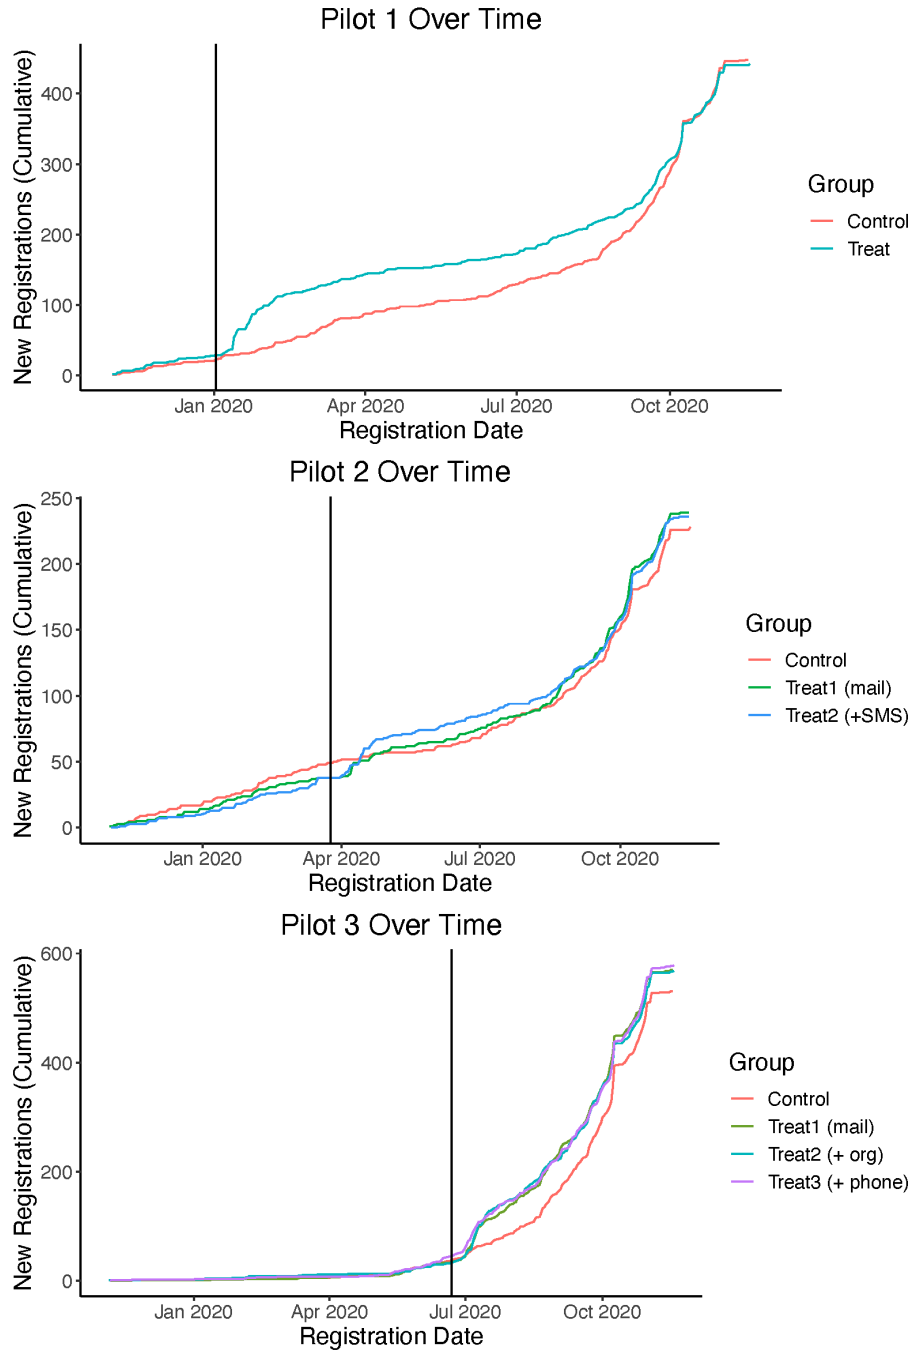 Pilot 1 Over Time
New Registrations (Cumulative)
400
300
200
100
0
Jan 2020 Apr 2020 Jul 2020 Oct 2020
Registration Date
Group
Control
Treat
Pilot 2 Over Time
New Registrations (Cumulative)
250
200
150
100
50
0
Jan 2020 Apr 2020 Jul 2020 Oct 2020
Registration Date
Group
Control
Treat1 (mail)
Treat2 (+SMS)
Pilot 3 Over Time
New Registrations (Cumulative)
600
400
200
0
Jan 2020 Apr 2020 Jul 2020 Oct 2020
Registration Date
Group
Control
Treat1 (mail)
Treat2 (+ org)
Treat3 (+ phone)